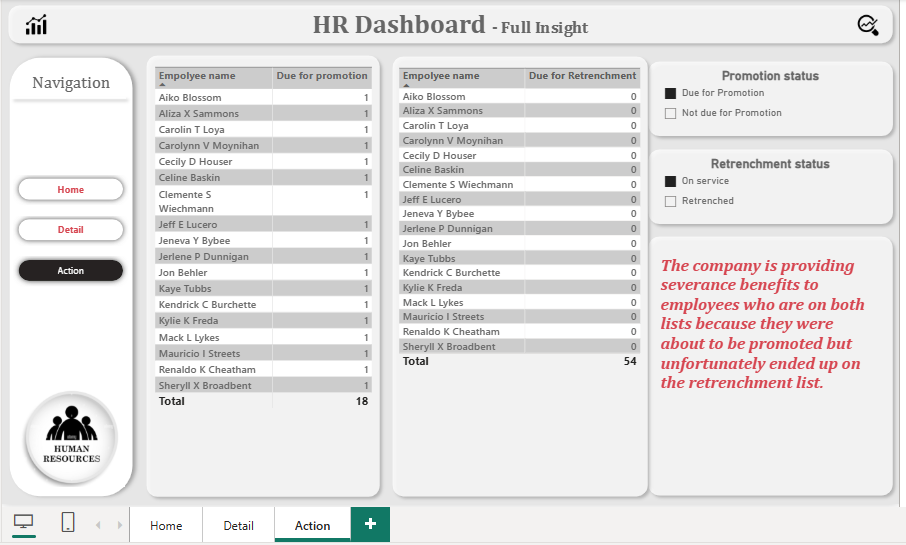 HR Dashboard - Full Insight
Navigation
Home
Detail
Action
HUMAN
RESOURCES
Empolyee name Due for promotion
Aiko Blossom 1
Aliza X Sammons 1
Carolin T Loya 1
Carolynn V Moynihan 1
Cecily D Houser 1
Celine Baskin 1
Clemente S 1
Wiechmann
Jeff E Lucero 1
Jeneva Y Bybee 1
Jerlene P Dunnigan 1
Jon Behler 1
Kaye Tubbs 1
Kendrick C Burchette 1
Kylie K Freda 1
Mack L Lykes 1
Mauricio I Streets 1
Renaldo K Cheatham 1
Sheryll X Broadbent 1
Total 18
Empolyee name Due for Retrenchment
Aiko Blossom 0
Aliza X Sammons 0
Carolin T Loya 0
Carolynn V Moynihan 0
Cecily D Houser 0
Celine Baskin 0
Clemente S Wiechmann 0
Jeff E Lucero 0
Jeneva Y Bybee 0
Jerlene P Dunnigan 0
Jon Behler 0
Kaye Tubbs 0
Kendrick C Burchette 0
Kylie K Freda 0
Mack L Lykes 0
Mauricio I Streets 0
Renaldo K Cheatham 0
Sheryll X Broadbent 0
Total 54
Promotion status
Due for Promotion
Not due for Promotion
Retrenchment status
On service
Retrenched
The company is providing
severance benefits to
employees who are on both
lists because they were
about to be promoted but
unfortunately ended up on
the retrenchment list.
Home Detail Action +